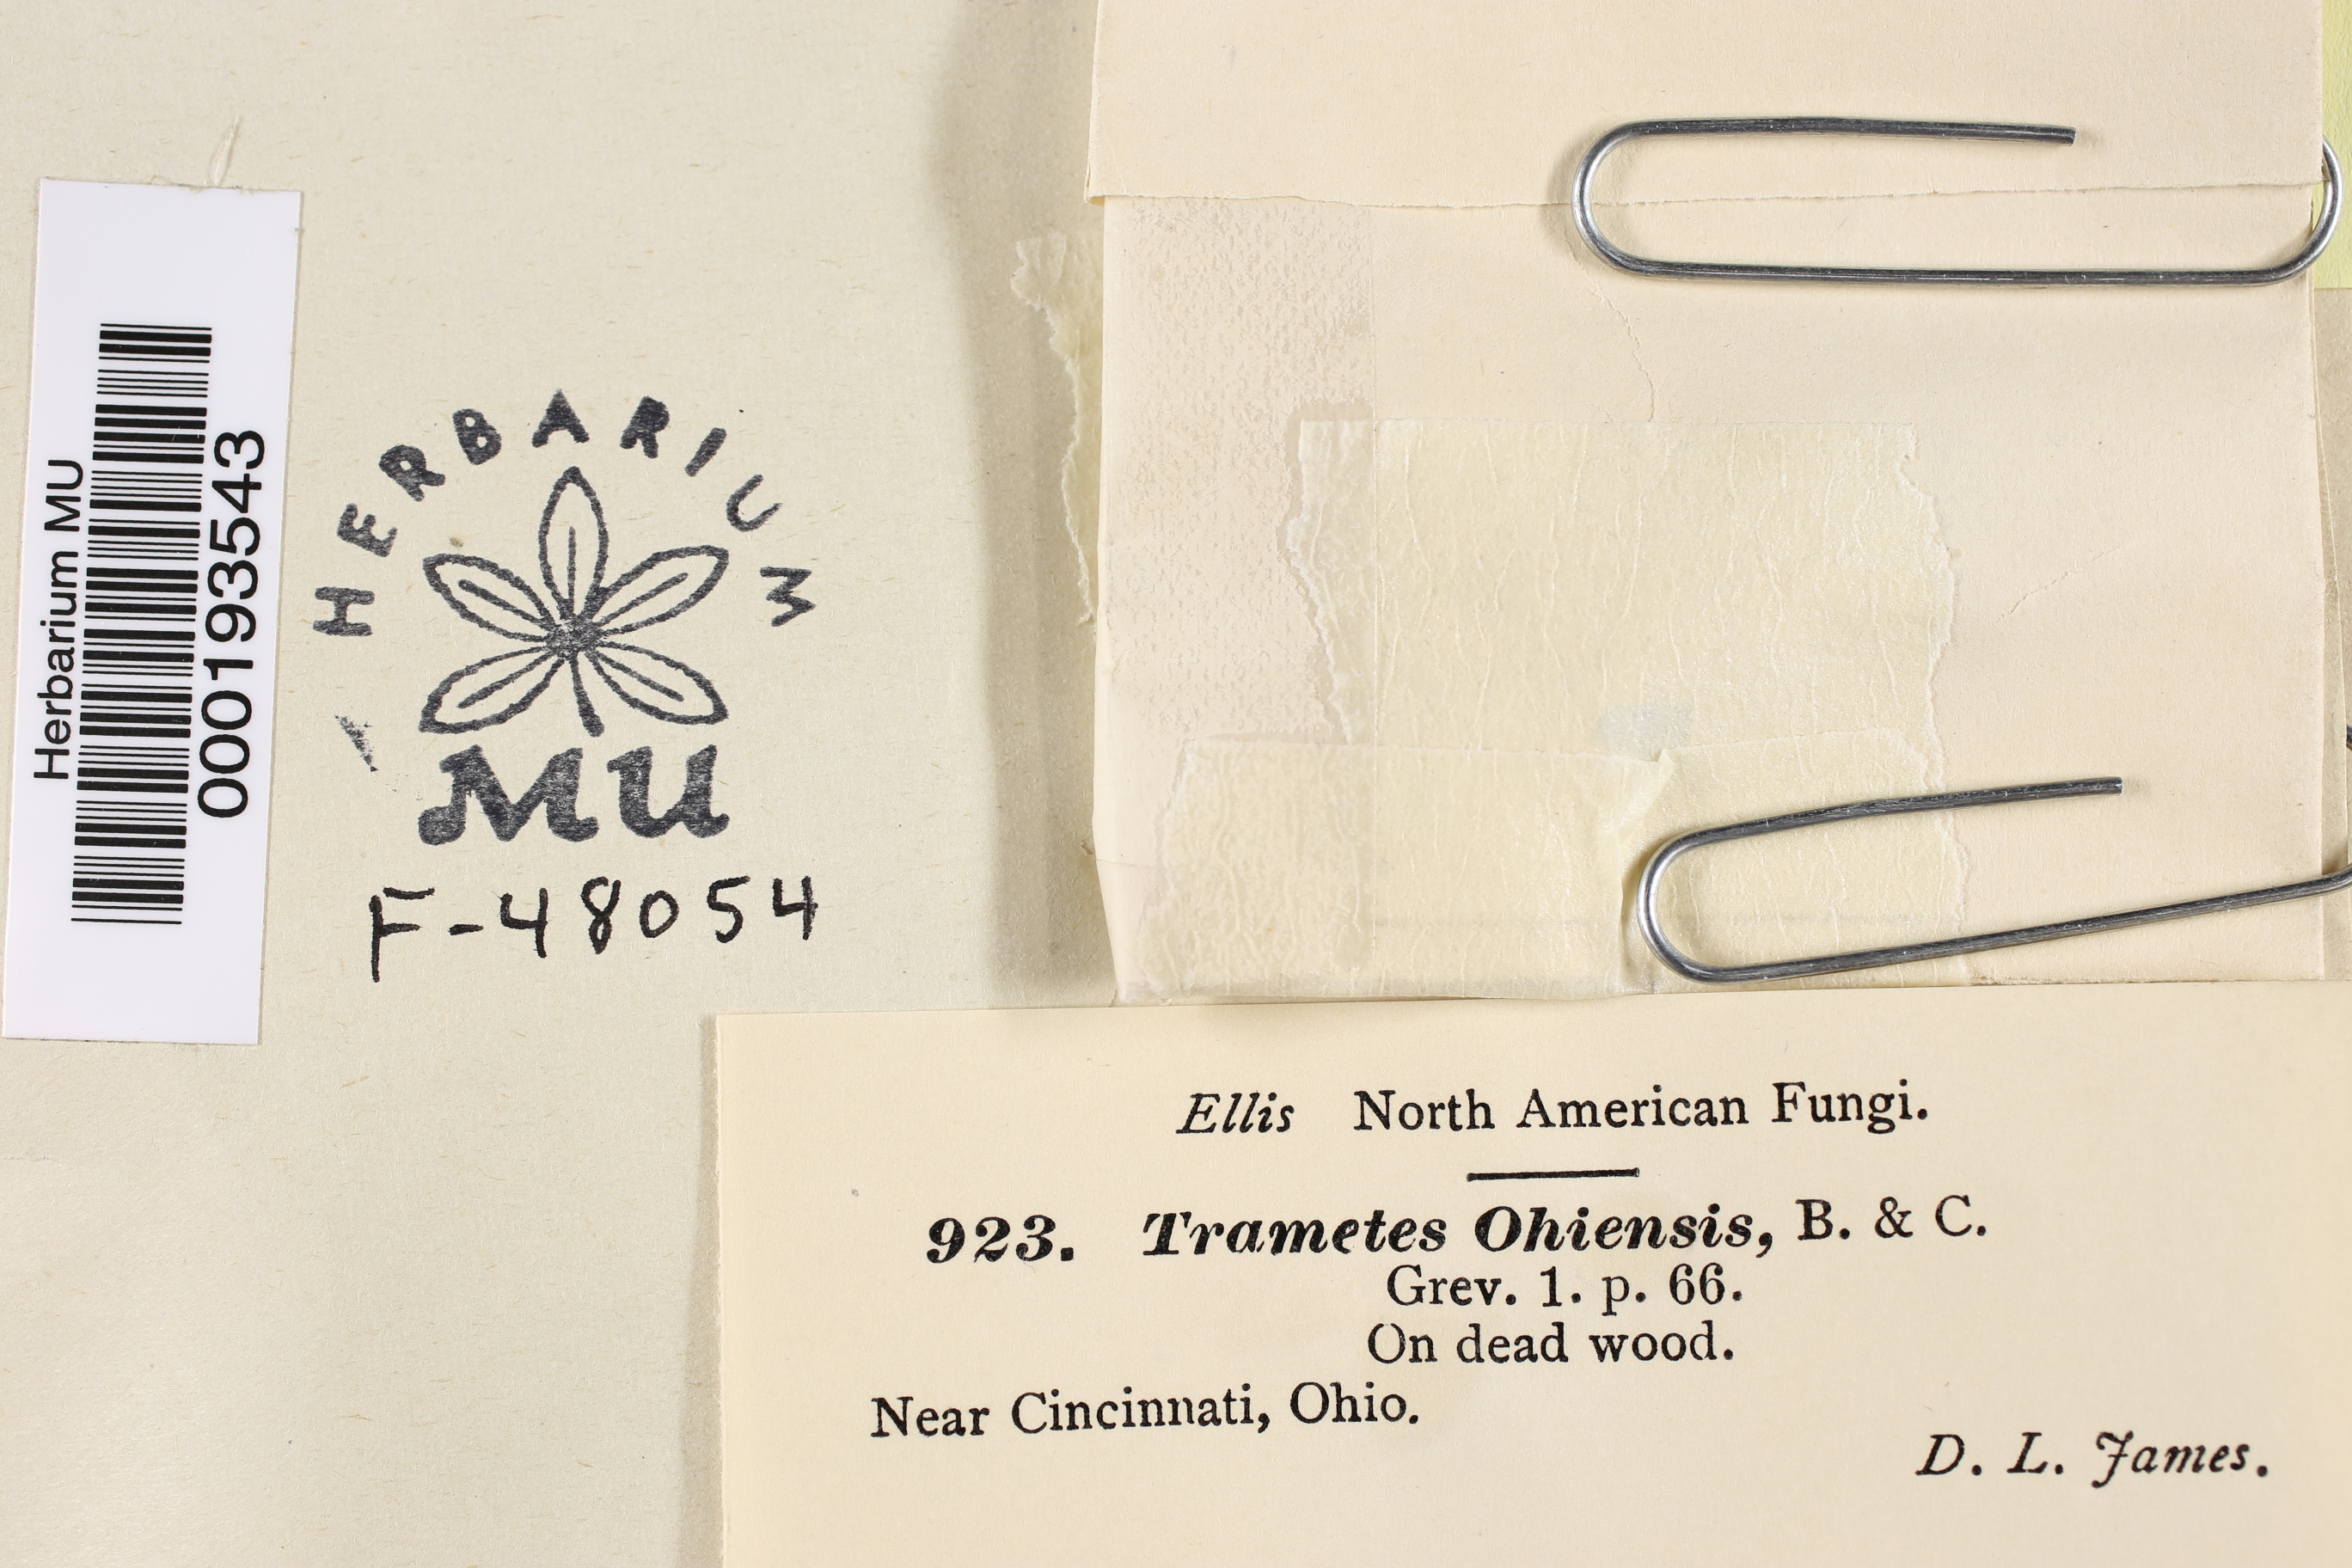 Herbarium MU
000193543
HERBARIUM
MU
F-48054
Ellis North American Fungi.
923. Trametes Ohiensis, B. & C.
Grev. 1. p. 66.
On dead wood.
Near Cincinnati, Ohio.
D. L. James.